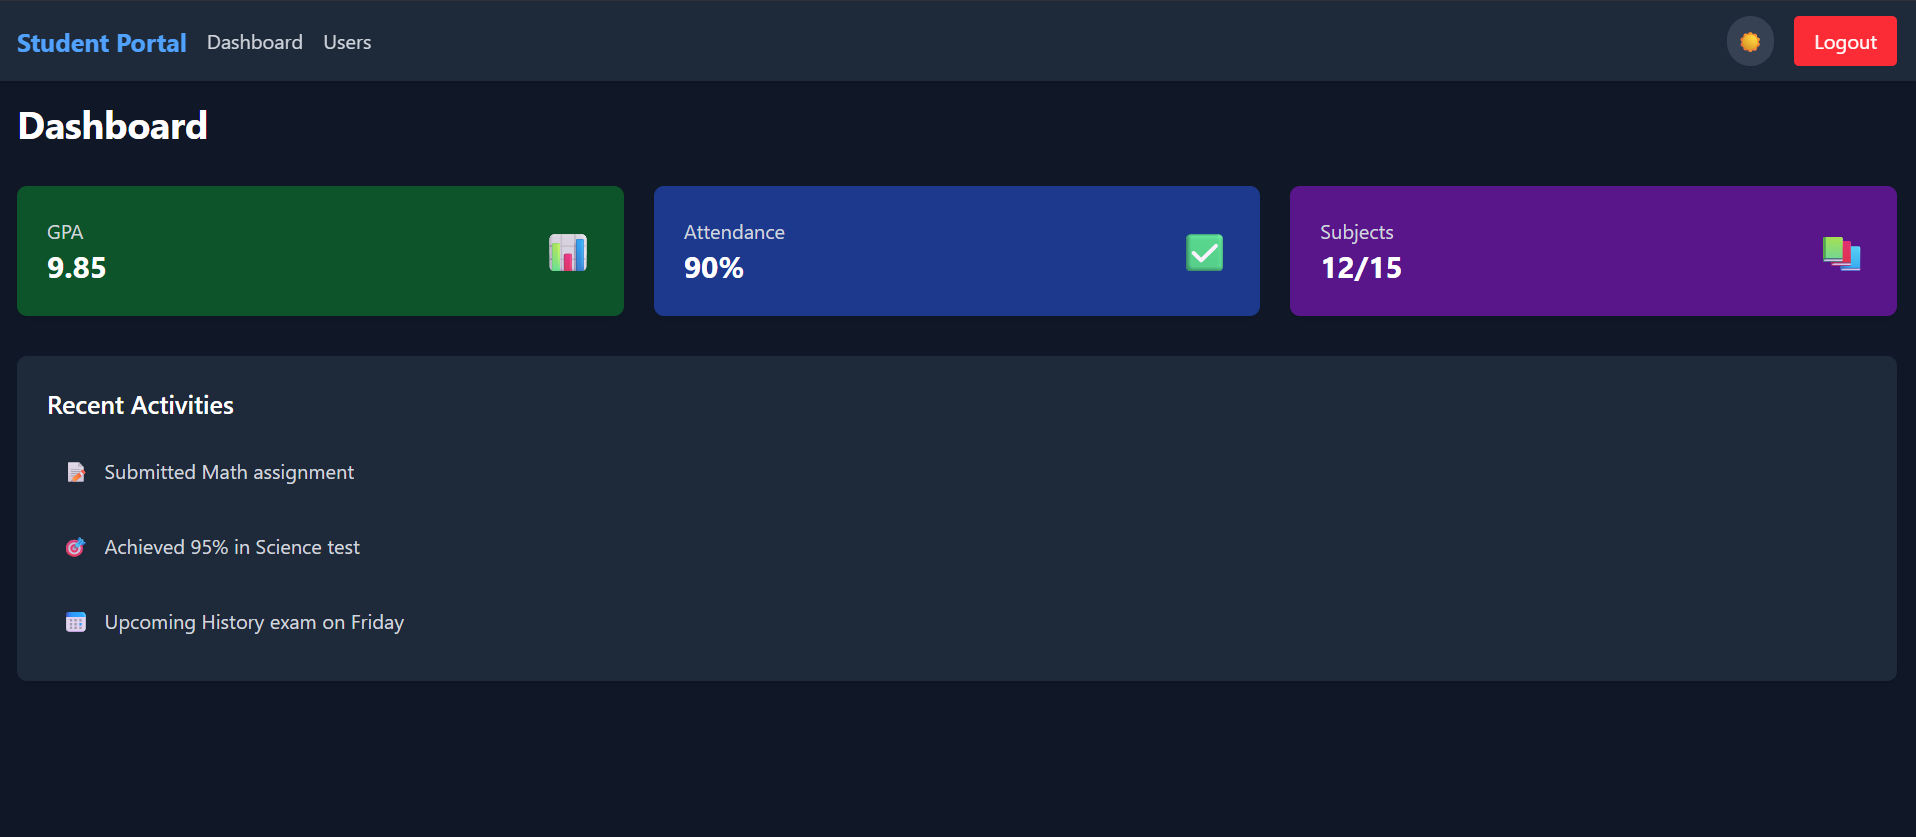 Student Portal Dashboard Users Logout
Dashboard
GPA
9.85
Attendance
90%
Subjects
12/15
Recent Activities
Submitted Math assignment
Achieved 95% in Science test
Upcoming History exam on Friday